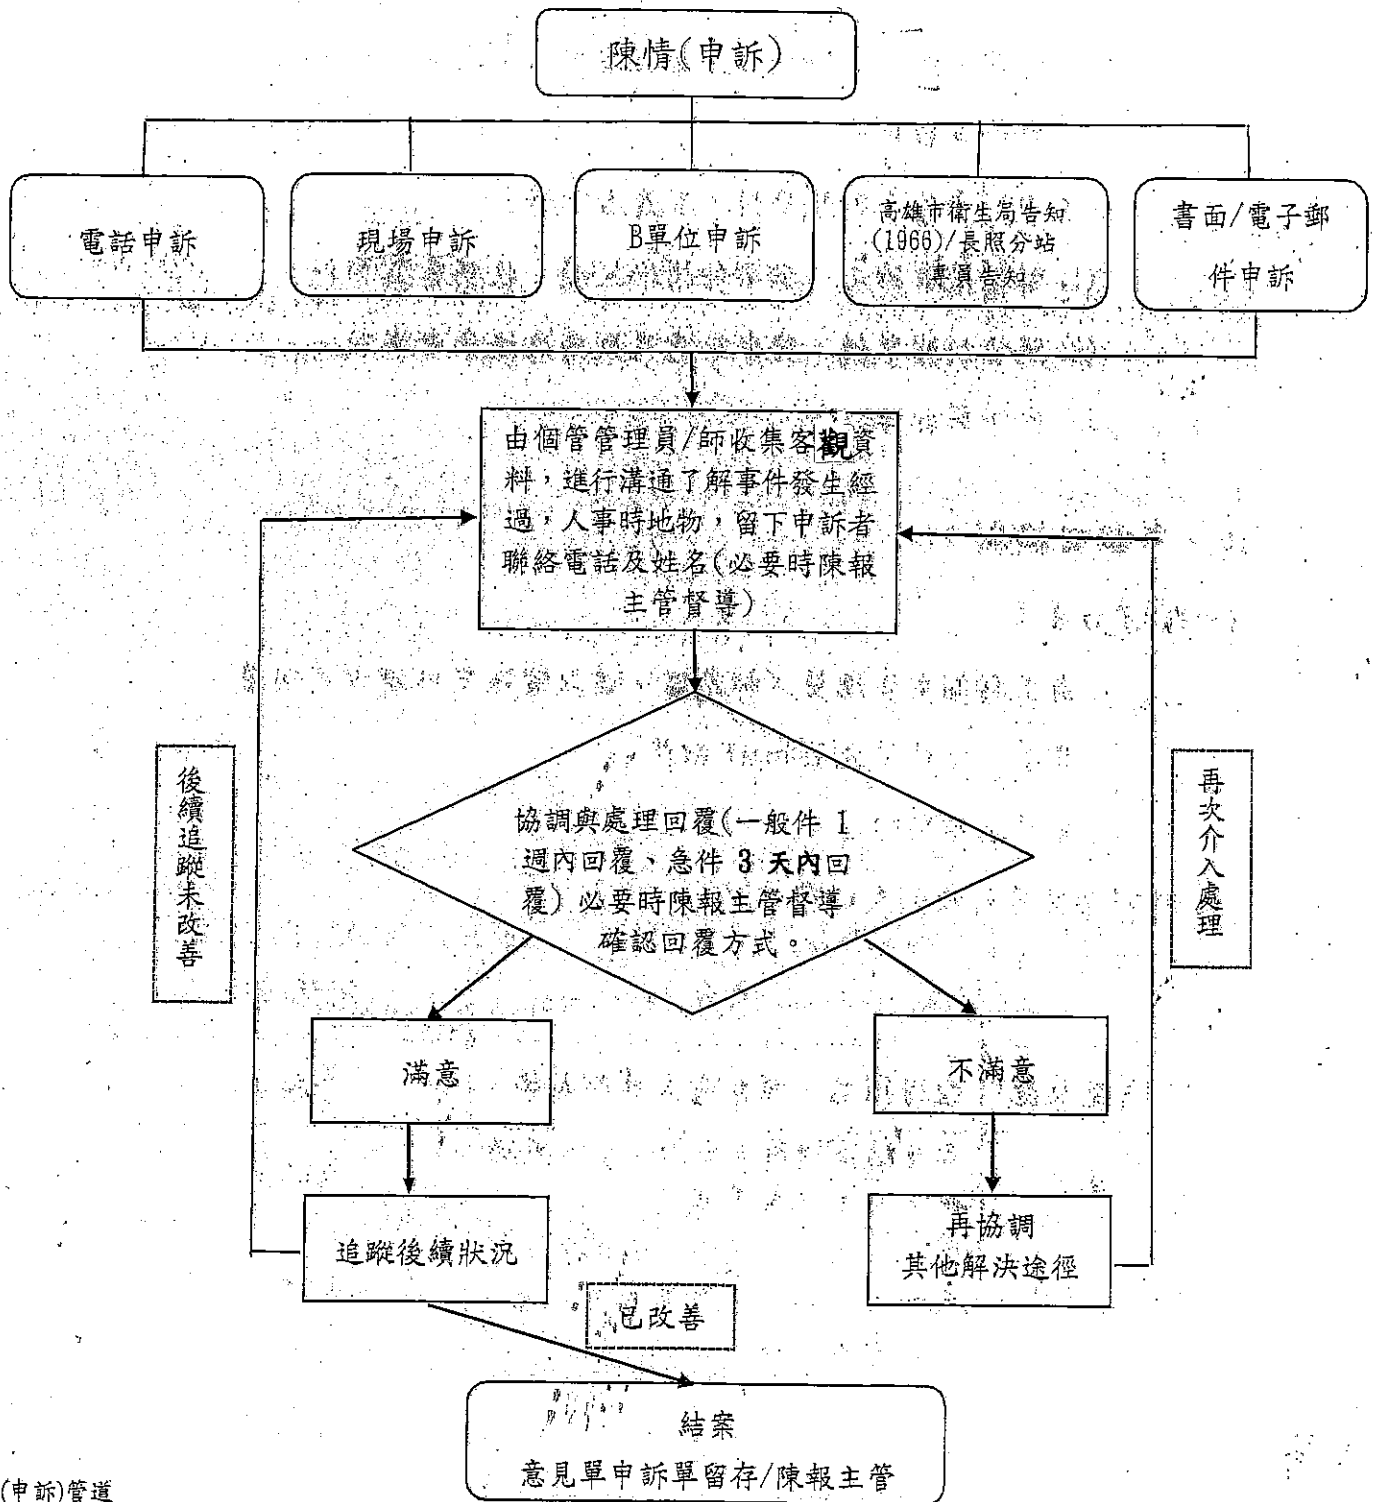 陳情(申訴)
電話申訴
現場申訴
B單位申訴
高雄市衛生局告知
(1966)/長照分站
專員告知
書面/電子郵
件申訴
由個管管理員/師收集客觀資
料，進行溝通了解事件發生經
過，人事時地物，留下申訴者
聯絡電話及姓名(必要時陳報
主管督導)
後續追蹤未改善
協調與處理回覆(一般件 1
週內回覆、急件 3 天內回
覆) 必要時陳報主管督導
確認回覆方式。
再次介入處理
滿意
不滿意
追蹤後續狀況
再協調
其他解決途徑
已改善
結案
意見單申訴單留存/陳報主管
(申訴)管道